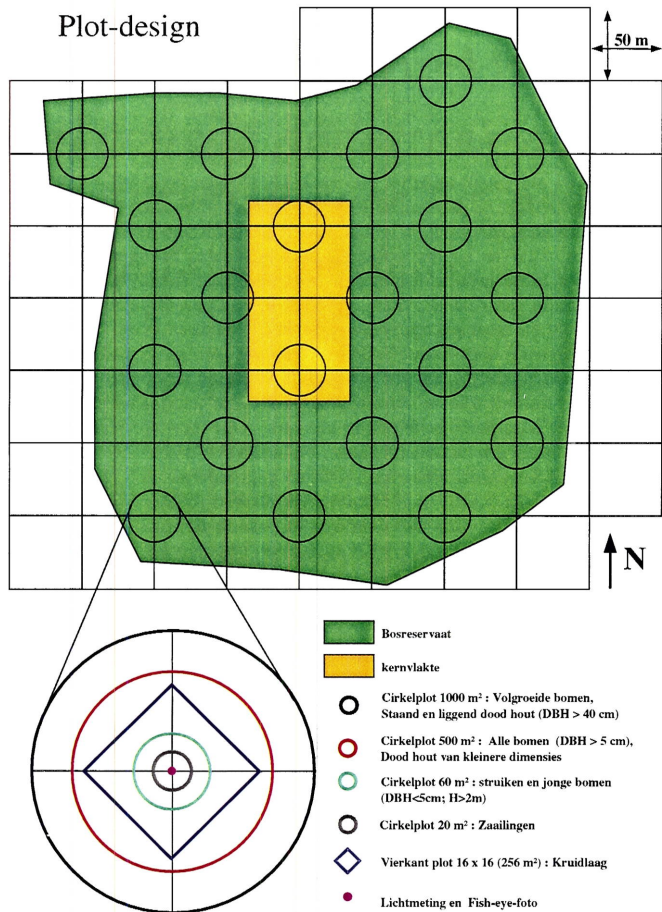 Plot-design
50 m
N
Bosreservaat
kernvlakte
Cirkelplot 1000 m² : Volgroeide bomen,
Staand en liggend dood hout (DBH > 40 cm)
Cirkelplot 500 m² : Alle bomen (DBH > 5 cm),
Dood hout van kleinere dimensies
Cirkelplot 60 m² : struiken en jonge bomen
(DBH<5cm; H>2m)
Cirkelplot 20 m² : Zaailingen
Vierkant plot 16 x 16 (256 m²) : Kruidlaag
Lichtmeting en Fish-eye-foto